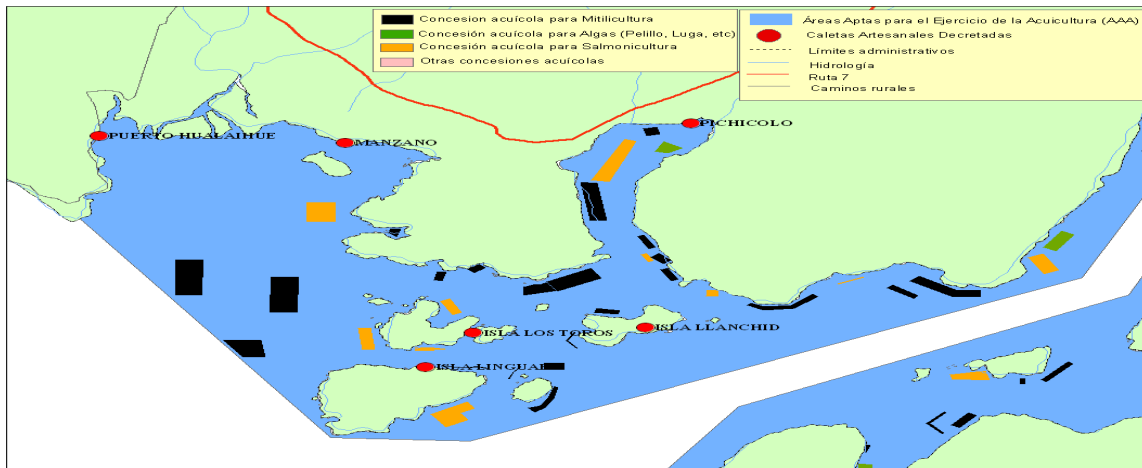 Concesion acuícola para Mitilicultura
Concesión acuícola para Algas (Pelillo, Luga, etc)
Concesión acuícola para Salmonicultura
Otras concesiones acuícolas
Áreas Aptas para el Ejercicio de la Acuicultura (AAA)
Caletas Artesanales Decretadas
Límites administrativos
Hidrología
Ruta 7
Caminos rurales
PICHICOLO
PUERTO HUALAIHUE
MANZANO
ISLA LLANCHID
ISLA LOS TOROS
ISLA LINGUAR